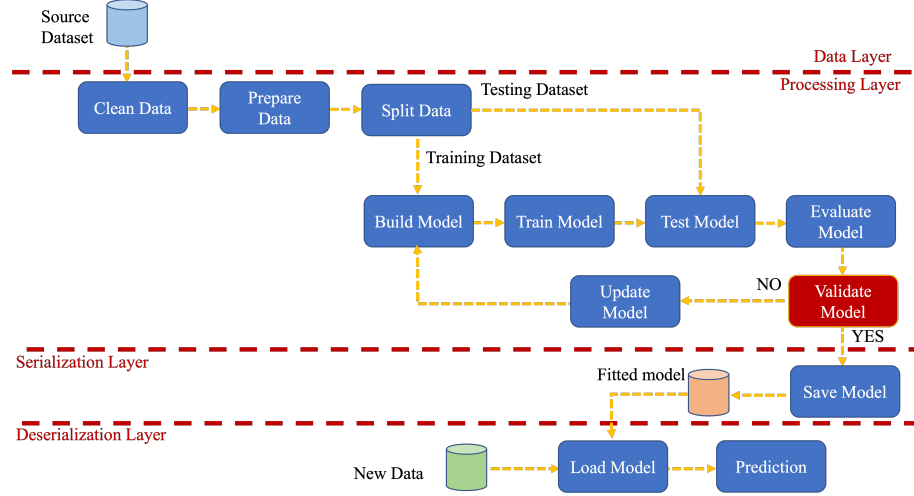 Source
Dataset
Data Layer
Processing Layer
Clean Data
Prepare
Data
Split Data
Testing Dataset
Training Dataset
Build Model
Train Model
Test Model
Evaluate
Model
Update
Model
NO
Validate
Model
YES
Serialization Layer
Fitted model
Save Model
Deserialization Layer
New Data
Load Model
Prediction